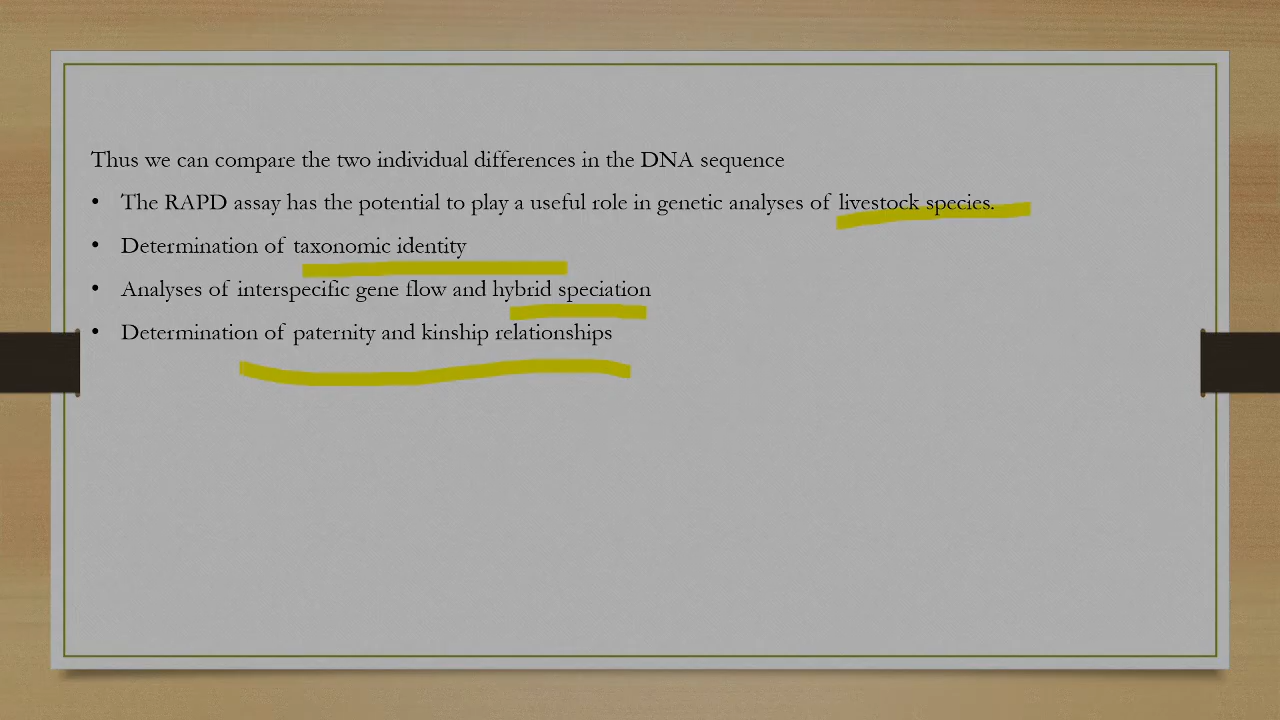 Thus we can compare the two individual differences in the DNA sequence
• The RAPD assay has the potential to play a useful role in genetic analyses of livestock species.
• Determination of taxonomic identity
• Analyses of interspecific gene flow and hybrid speciation
• Determination of paternity and kinship relationships